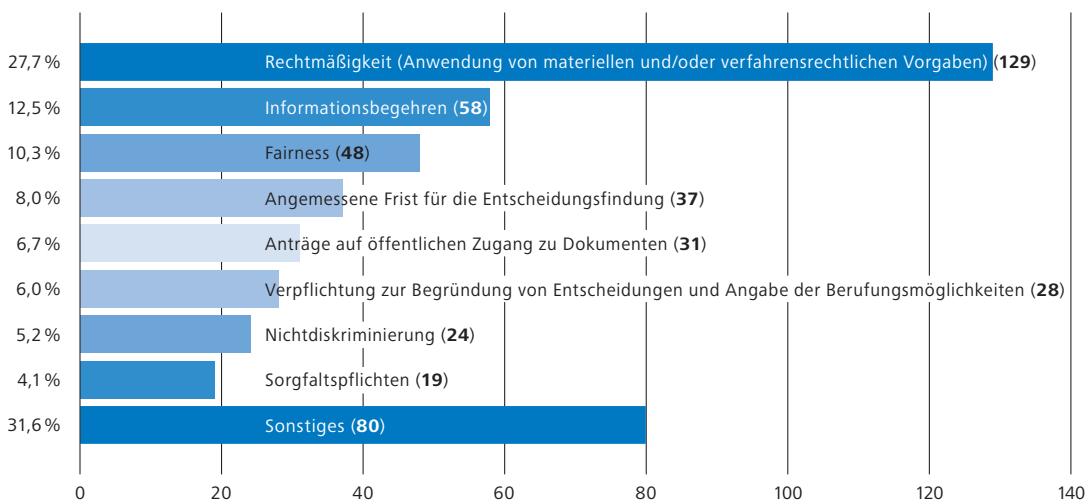 27,7 % Rechtmäßigkeit (Anwendung von materiellen und/oder verfahrensrechtlichen Vorgaben) (129)
12,5 % Informationsbegehren (58)
10,3 % Fairness (48)
8,0 % Angemessene Frist für die Entscheidungsfindung (37)
6,7 % Anträge auf öffentlichen Zugang zu Dokumenten (31)
6,0 % Verpflichtung zur Begründung von Entscheidungen und Angabe der Berufungsmöglichkeiten (28)
5,2 % Nichtdiskriminierung (24)
4,1 % Sorgfaltspflichten (19)
31,6 % Sonstiges (80)
0 20 40 60 80 100 120 140